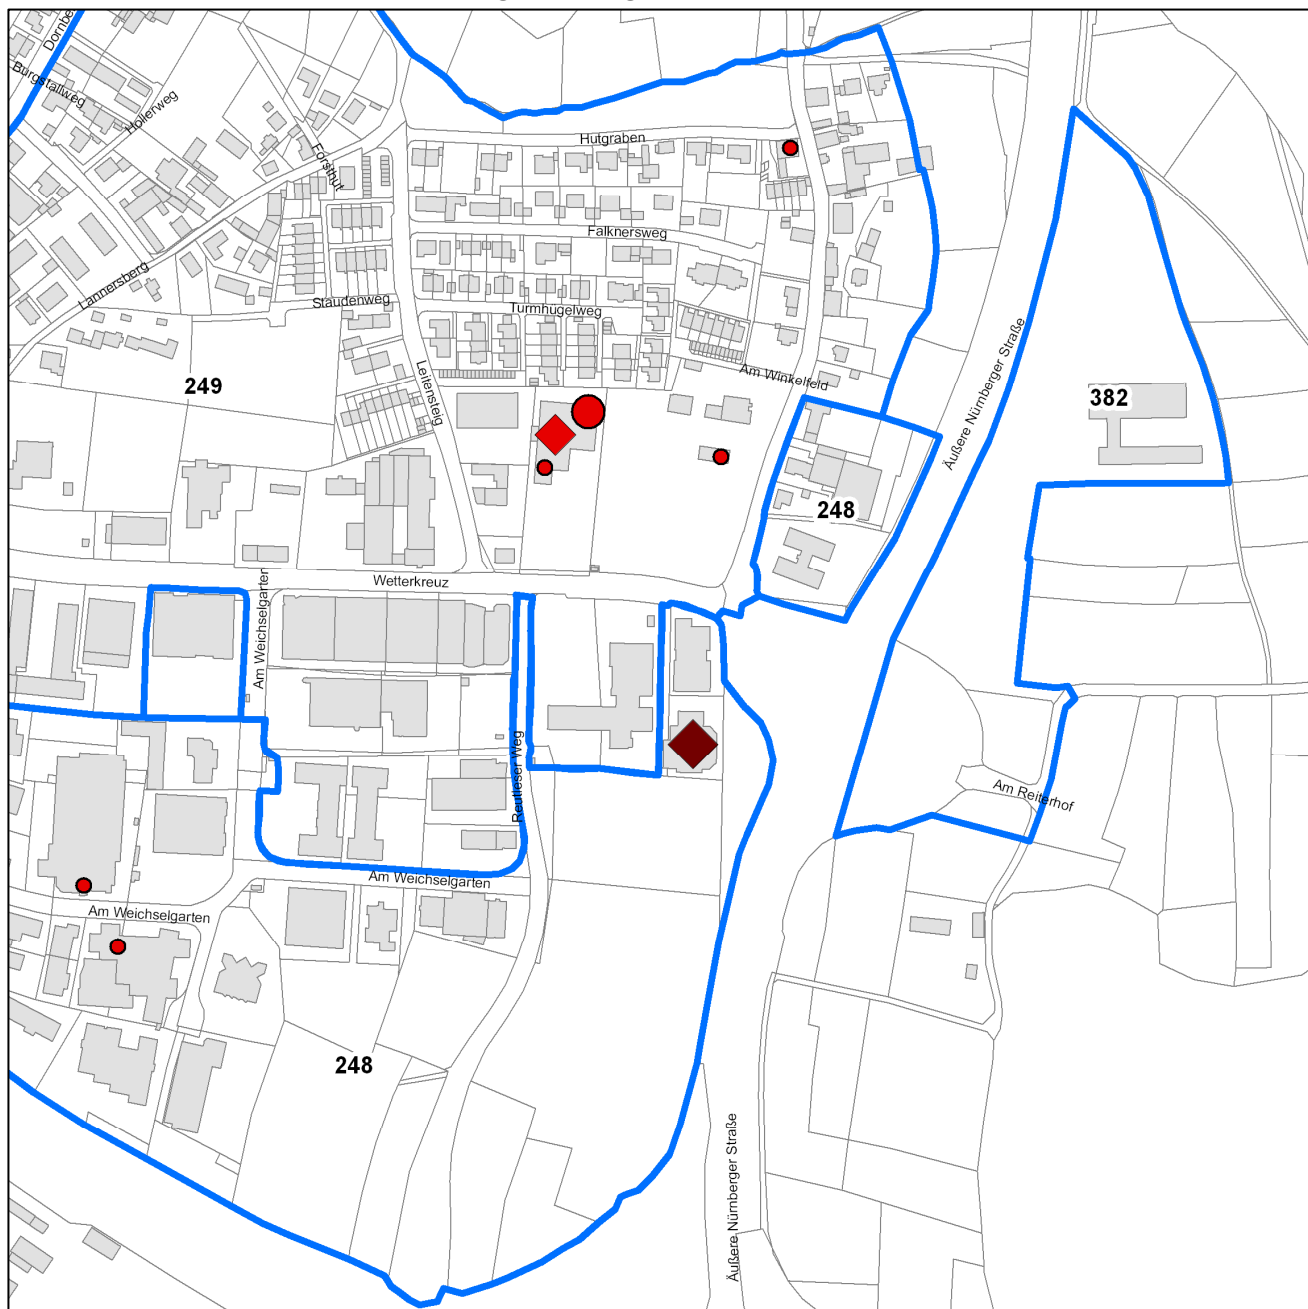 Dornbe
Burgstallweg
Hollerweg
Forsthut
Hutgraben
Falknersweg
Lannersberg
Staudenweg
Turmhügelweg
Äußere Nürnberger Straße
Am Winkelfeld
Leitensteig
249
382
248
Wetterkreuz
Am Weichselgarten
Reutleser Weg
Am Reiterhof
Am Weichselgarten
Am Weichselgarten
248
Äußere Nürnberger Straße